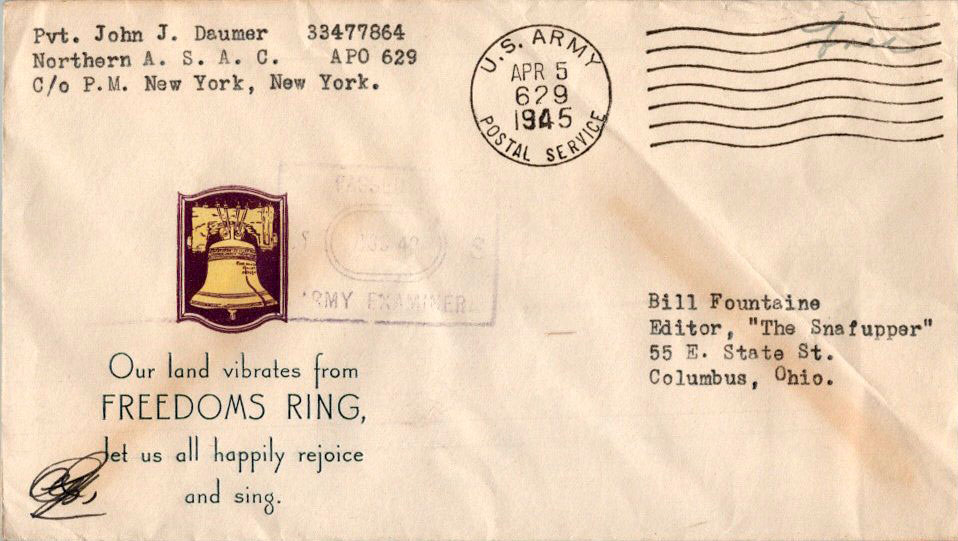 Pvt. John J. Daumer 33477864
Northern A. S. A. C. APO 629
C/o P.M. New York, New York.
U.S. ARMY
APR 5
629
1945
POSTAL SERVICE
Free
PASSED
S
ARMY EXAMINER
Bill Fountaine
Editor, "The Snafupper"
55 E. State St.
Columbus, Ohio.
Our land vibrates from
FREEDOMS RING,
let us all happily rejoice
and sing.